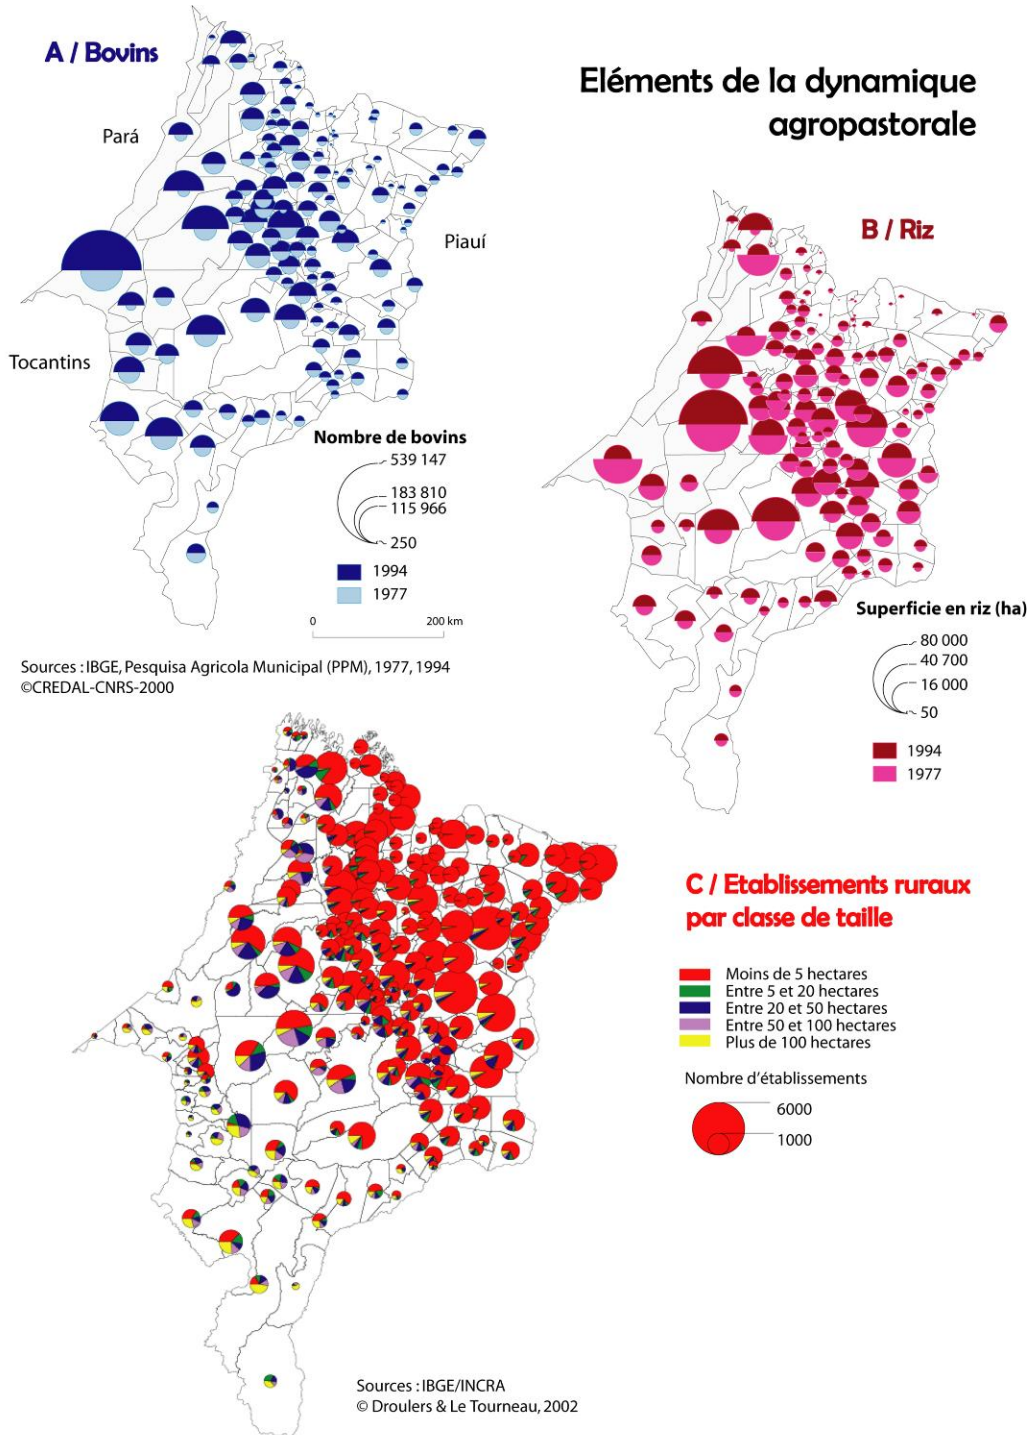 A / Bovins
Eléments de la dynamique
agropastorale
Pará
Piauí
Tocantins
B / Riz
Nombre de bovins
539 147
183 810
115 966
250
1994
1977
0
200 km
Sources : IBGE, Pesquisa Agricola Municipal (PPM), 1977, 1994
©CREDAL-CNRS-2000
Superficie en riz (ha)
80 000
40 700
16 000
50
1994
1977
C / Etablissements ruraux
par classe de taille
Moins de 5 hectares
Entre 5 et 20 hectares
Entre 20 et 50 hectares
Entre 50 et 100 hectares
Plus de 100 hectares
Nombre d'établissements
6000
1000
Sources : IBGE/INCRA
© Droulers & Le Tourneau, 2002